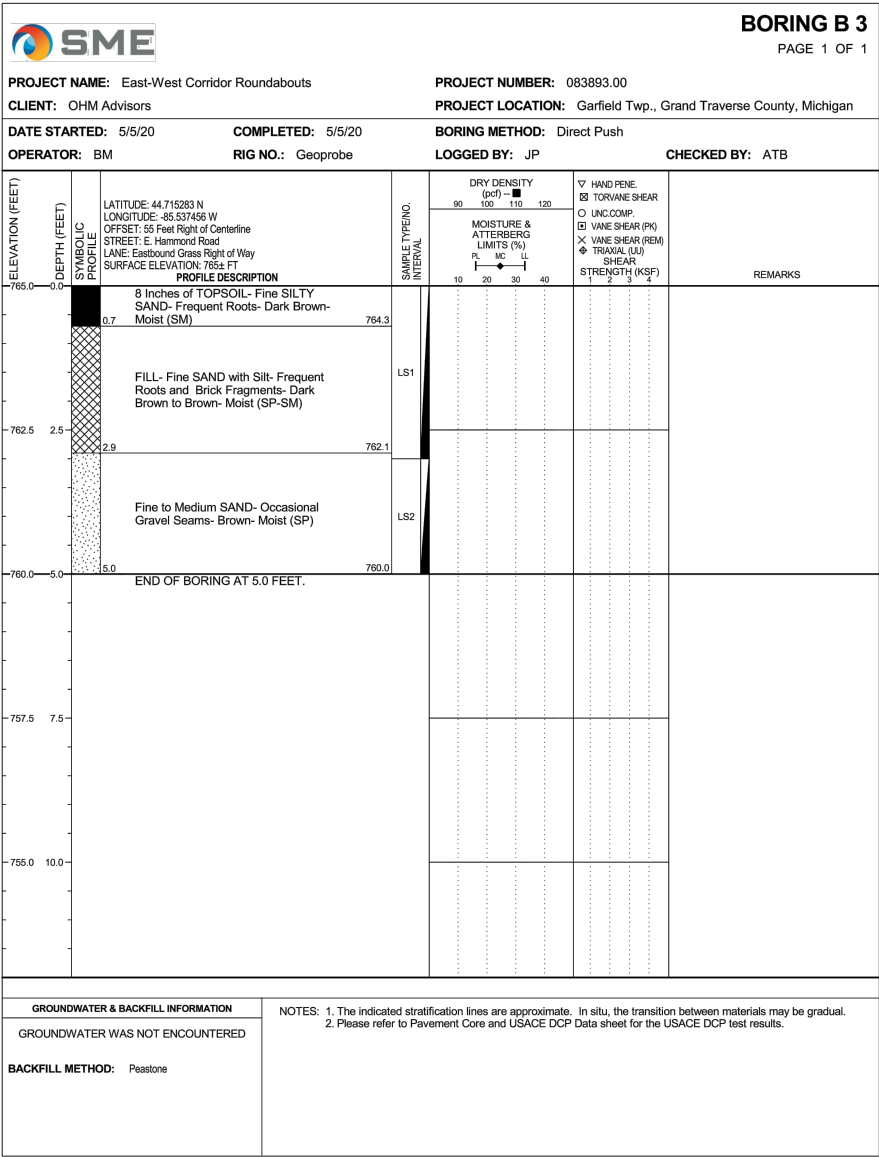 SME
BORING B 3
PAGE 1 OF 1
PROJECT NAME: East-West Corridor Roundabouts
PROJECT NUMBER: 083893.00
CLIENT: OHM Advisors
PROJECT LOCATION: Garfield Twp., Grand Traverse County, Michigan
DATE STARTED: 5/5/20 COMPLETED: 5/5/20 BORING METHOD: Direct Push
OPERATOR: BM RIG NO.: Geoprobe LOGGED BY: JP CHECKED BY: ATB
ELEVATION (FEET)
DEPTH (FEET)
SYMBOLIC
PROFILE
LATITUDE: 44.715283 N
LONGITUDE: -85.537456 W
OFFSET: 55 Feet Right of Centerline
STREET: E. Hammond Road
LANE: Eastbound Grass Right of Way
SURFACE ELEVATION: 765± FT
PROFILE DESCRIPTION
SAMPLE TYPE/NO.
INTERVAL
DRY DENSITY
(pcf) – ■
90 100 110 120
MOISTURE &
ATTERBERG
LIMITS (%)
PL MC LL
10 20 30 40
▽ HAND PENE.
⊠ TORVANE SHEAR
○ UNC.COMP.
▣ VANE SHEAR (PK)
× VANE SHEAR (REM)
TRIAXIAL (UU)
SHEAR
STRENGTH (KSF)
1 2 3 4
REMARKS
765.0 0.0
8 Inches of TOPSOIL- Fine SILTY
SAND- Frequent Roots- Dark Brown-
0.7 Moist (SM) 764.3
FILL- Fine SAND with Silt- Frequent
Roots and Brick Fragments- Dark
Brown to Brown- Moist (SP-SM)
LS1
762.5 2.5
2.9 762.1
Fine to Medium SAND- Occasional
Gravel Seams- Brown- Moist (SP)
LS2
5.0 760.0
760.0 5.0
END OF BORING AT 5.0 FEET.
757.5 7.5
755.0 10.0
GROUNDWATER & BACKFILL INFORMATION
GROUNDWATER WAS NOT ENCOUNTERED
BACKFILL METHOD: Peastone
NOTES: 1. The indicated stratification lines are approximate. In situ, the transition between materials may be gradual.
2. Please refer to Pavement Core and USACE DCP Data sheet for the USACE DCP test results.